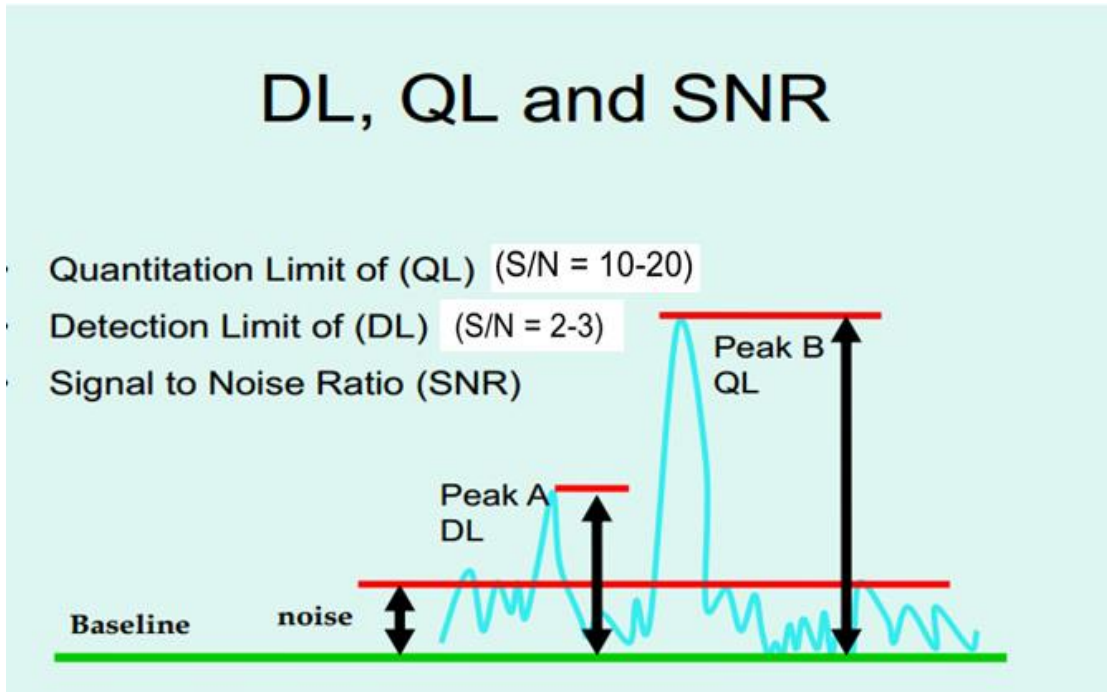 DL, QL and SNR
Quantitation Limit of (QL) (S/N = 10-20)
Detection Limit of (DL) (S/N = 2-3)
Signal to Noise Ratio (SNR)
Peak B
QL
Peak A
DL
noise
Baseline